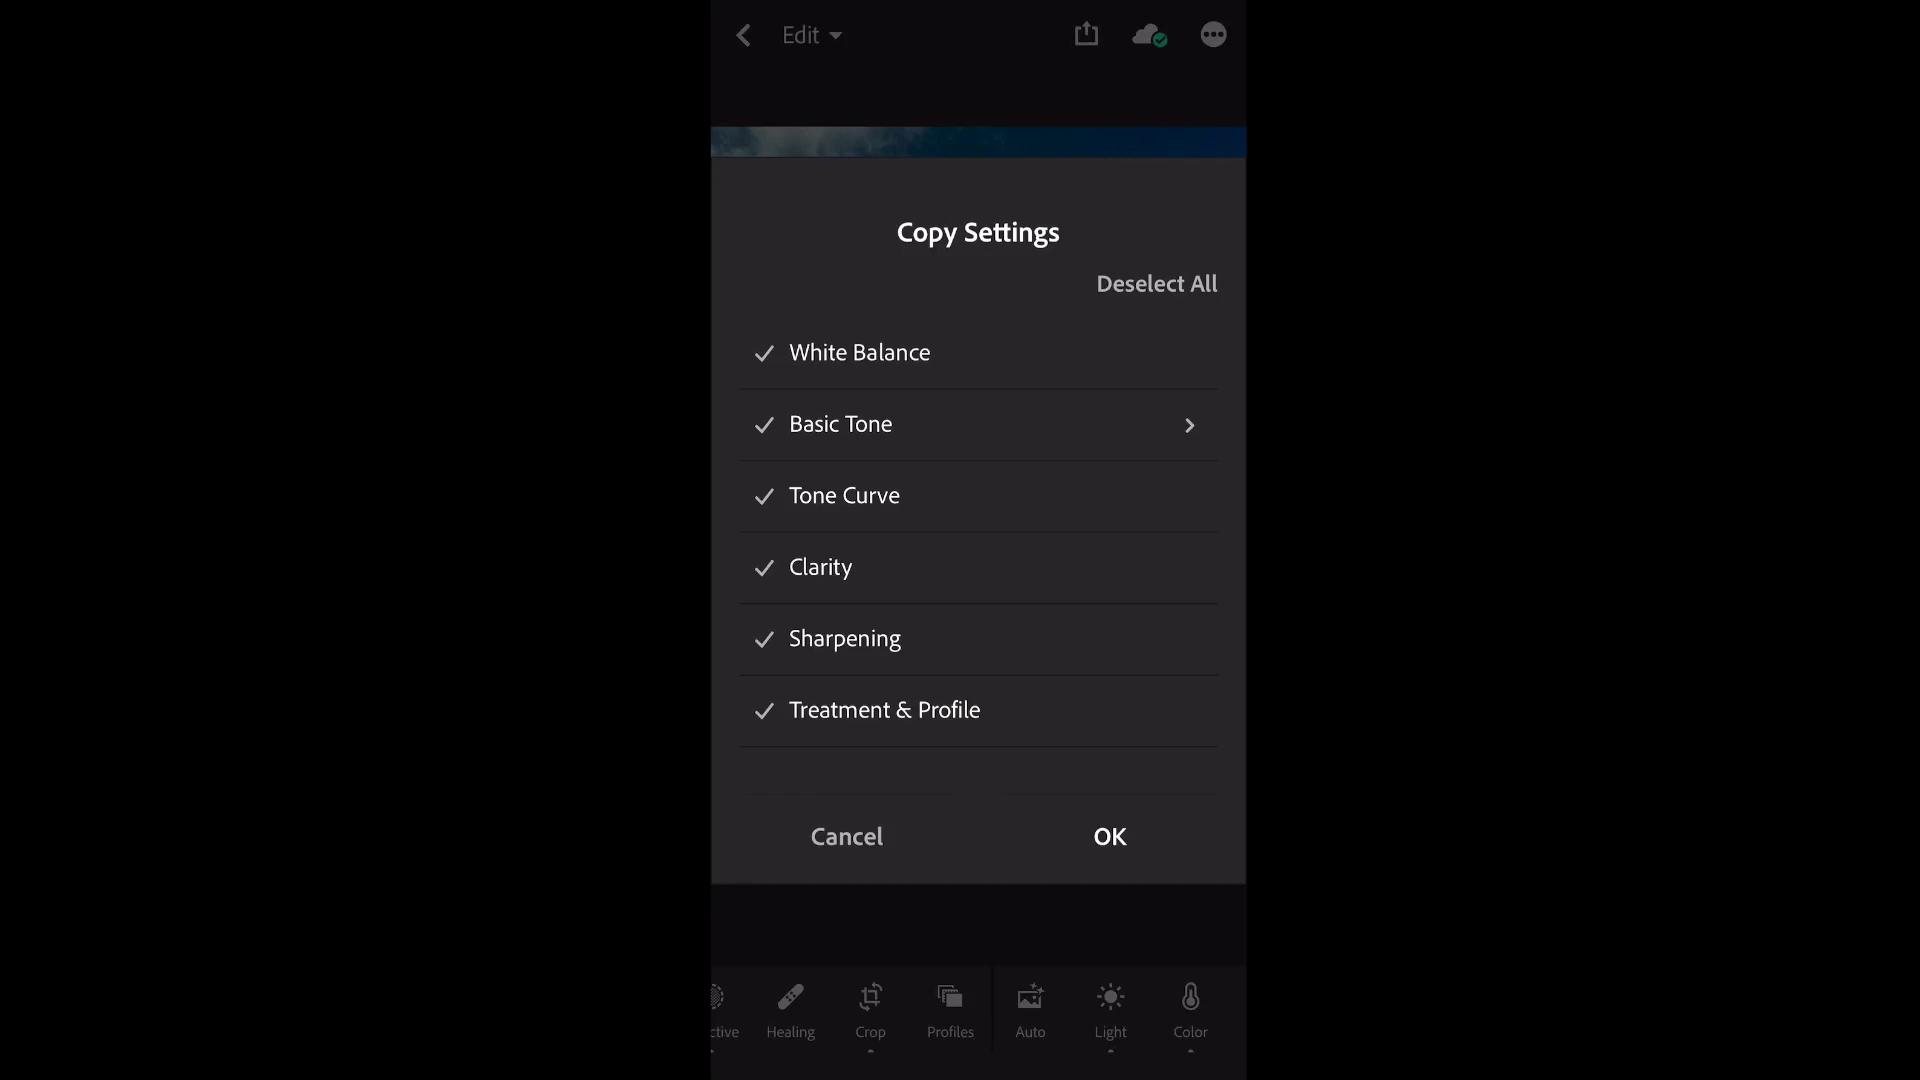 Edit
Copy Settings
Deselect All
White Balance
Basic Tone
Tone Curve
Clarity
Sharpening
Treatment & Profile
Cancel
OK
ctive
Healing
Crop
Profiles
Auto
Light
Color